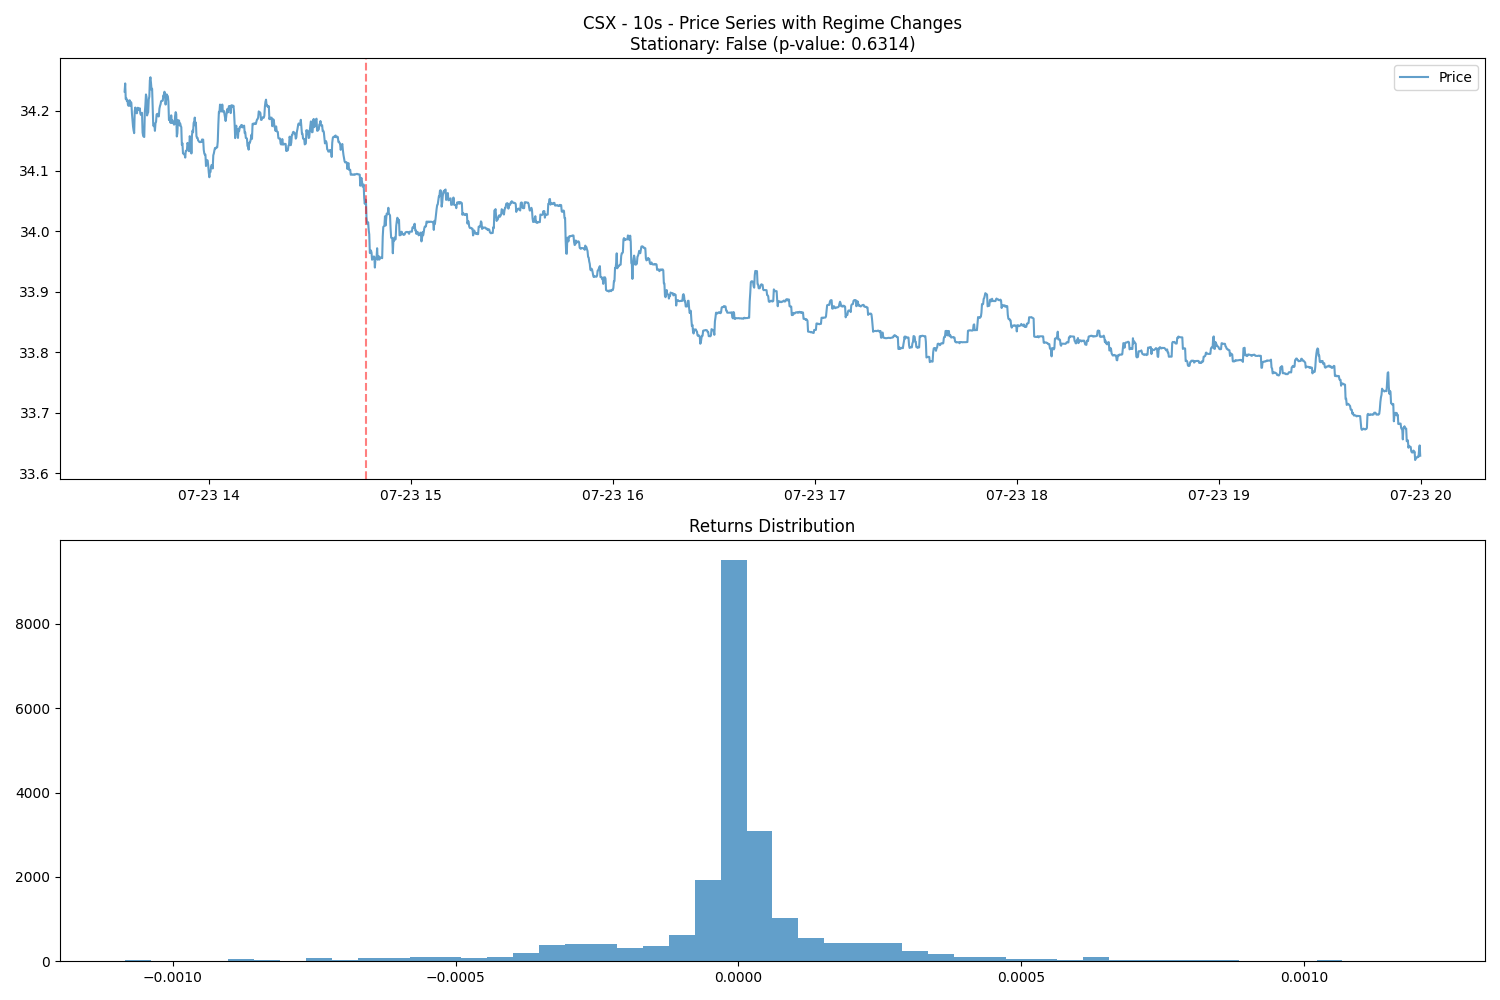 CSX - 10s - Price Series with Regime Changes
Stationary: False (p-value: 0.6314)
Price
34.2
34.1
34.0
33.9
33.8
33.7
33.6
07-23 14 07-23 15 07-23 16 07-23 17 07-23 18 07-23 19 07-23 20
Returns Distribution
8000
6000
4000
2000
0
−0.0010 −0.0005 0.0000 0.0005 0.0010